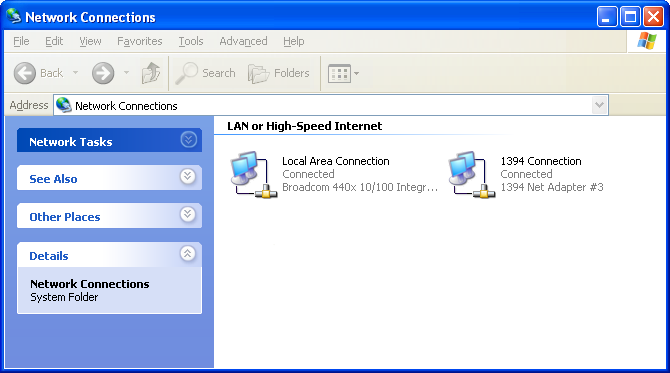 Network Connections
File Edit View Favorites Tools Advanced Help
Back Search Folders
Address Network Connections
Network Tasks
See Also
Other Places
Details
Network Connections
System Folder
LAN or High-Speed Internet
Local Area Connection
Connected
Broadcom 440x 10/100 Integr...
1394 Connection
Connected
1394 Net Adapter #3